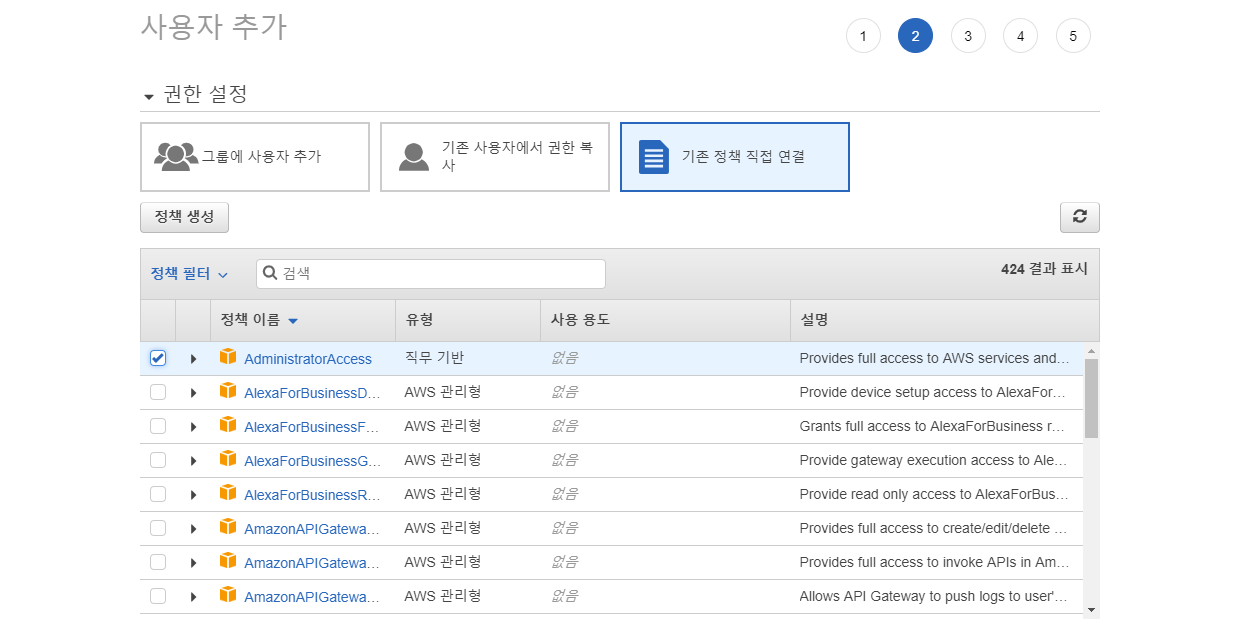 사용자 추가
1 2 3 4 5
권한 설정
그룹에 사용자 추가
기존 사용자에서 권한 복
사
기존 정책 직접 연결
정책 생성
정책 필터 검색 424 결과 표시
정책 이름 유형 사용 용도 설명
AdministratorAccess 직무 기반 없음 Provides full access to AWS services and…
AlexaForBusinessD… AWS 관리형 없음 Provide device setup access to AlexaFor…
AlexaForBusinessF… AWS 관리형 없음 Grants full access to AlexaForBusiness r…
AlexaForBusinessG… AWS 관리형 없음 Provide gateway execution access to Ale…
AlexaForBusinessR… AWS 관리형 없음 Provide read only access to AlexaForBus…
AmazonAPIGatewa… AWS 관리형 없음 Provides full access to create/edit/delete …
AmazonAPIGatewa… AWS 관리형 없음 Provides full access to invoke APIs in Am…
AmazonAPIGatewa… AWS 관리형 없음 Allows API Gateway to push logs to user'…